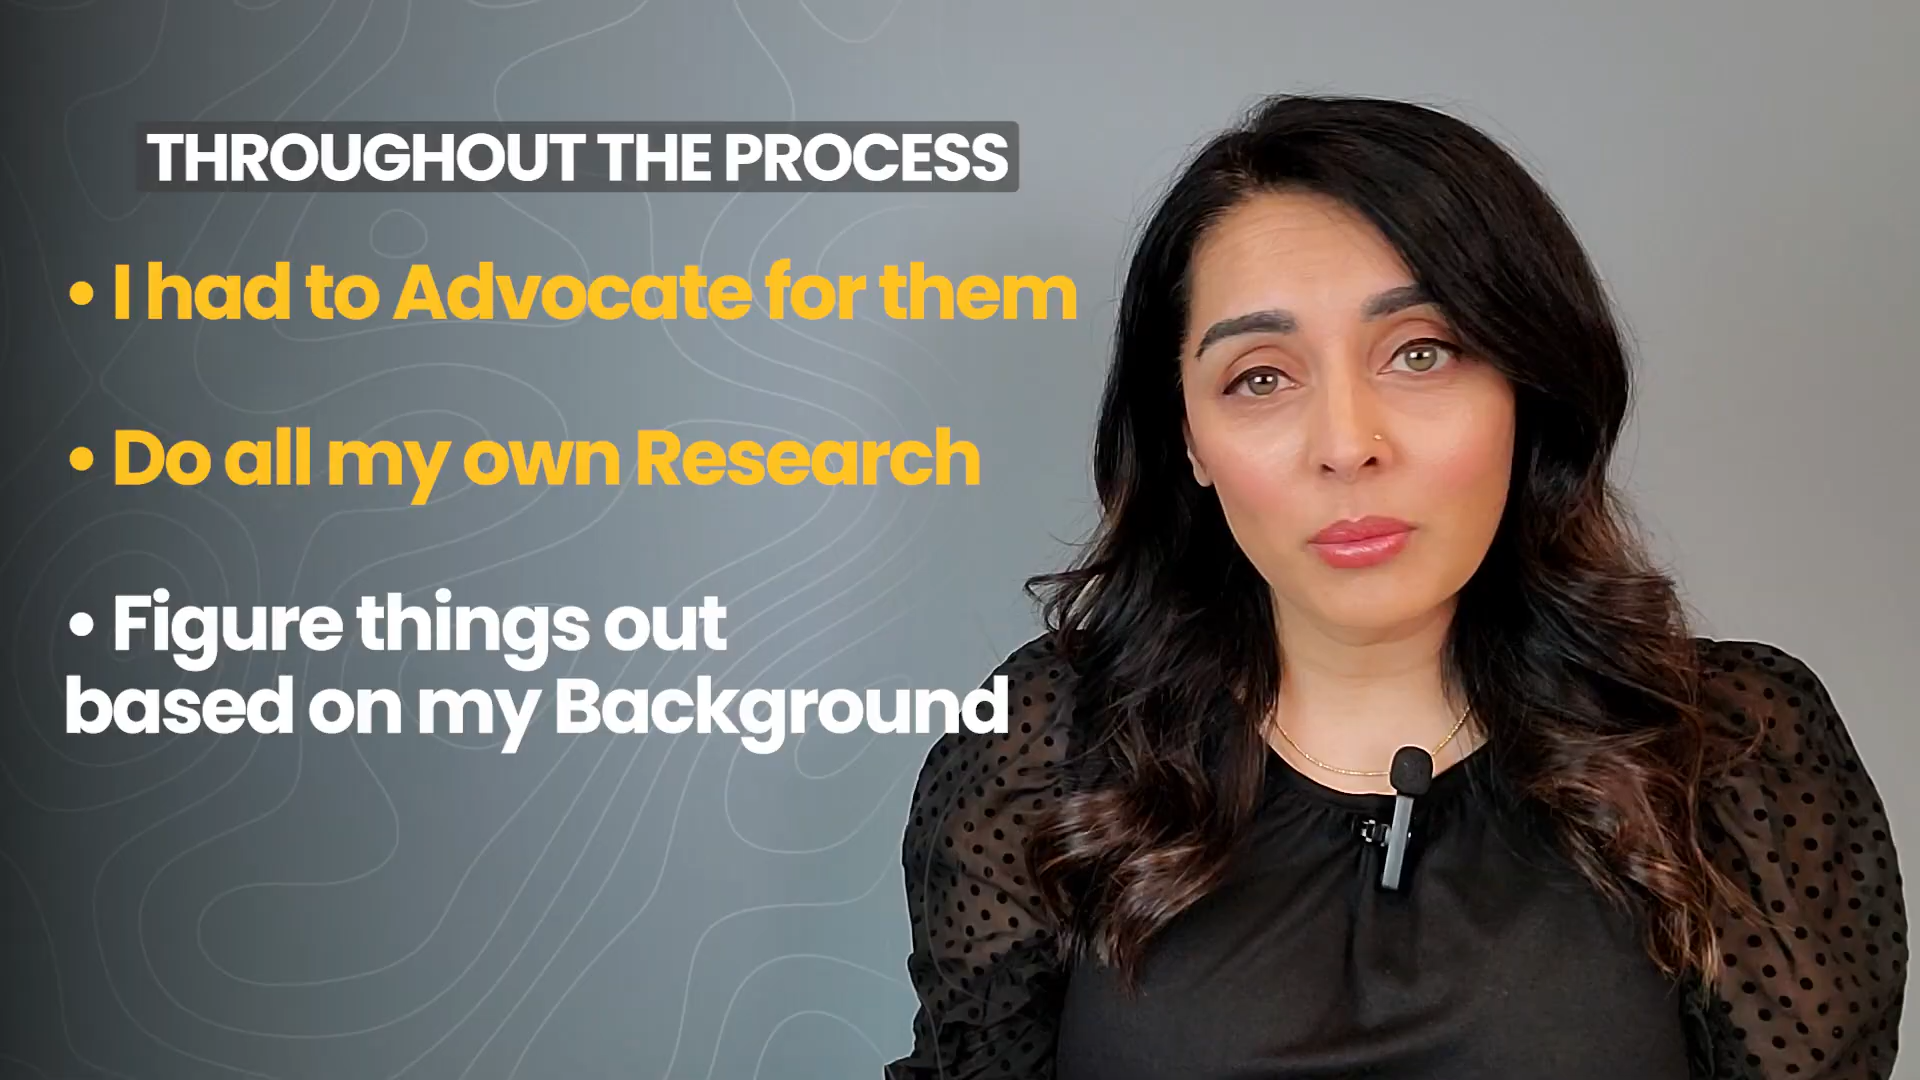 THROUGHOUT THE PROCESS
• I had to Advocate for them
• Do all my own Research
• Figure things out
based on my Background